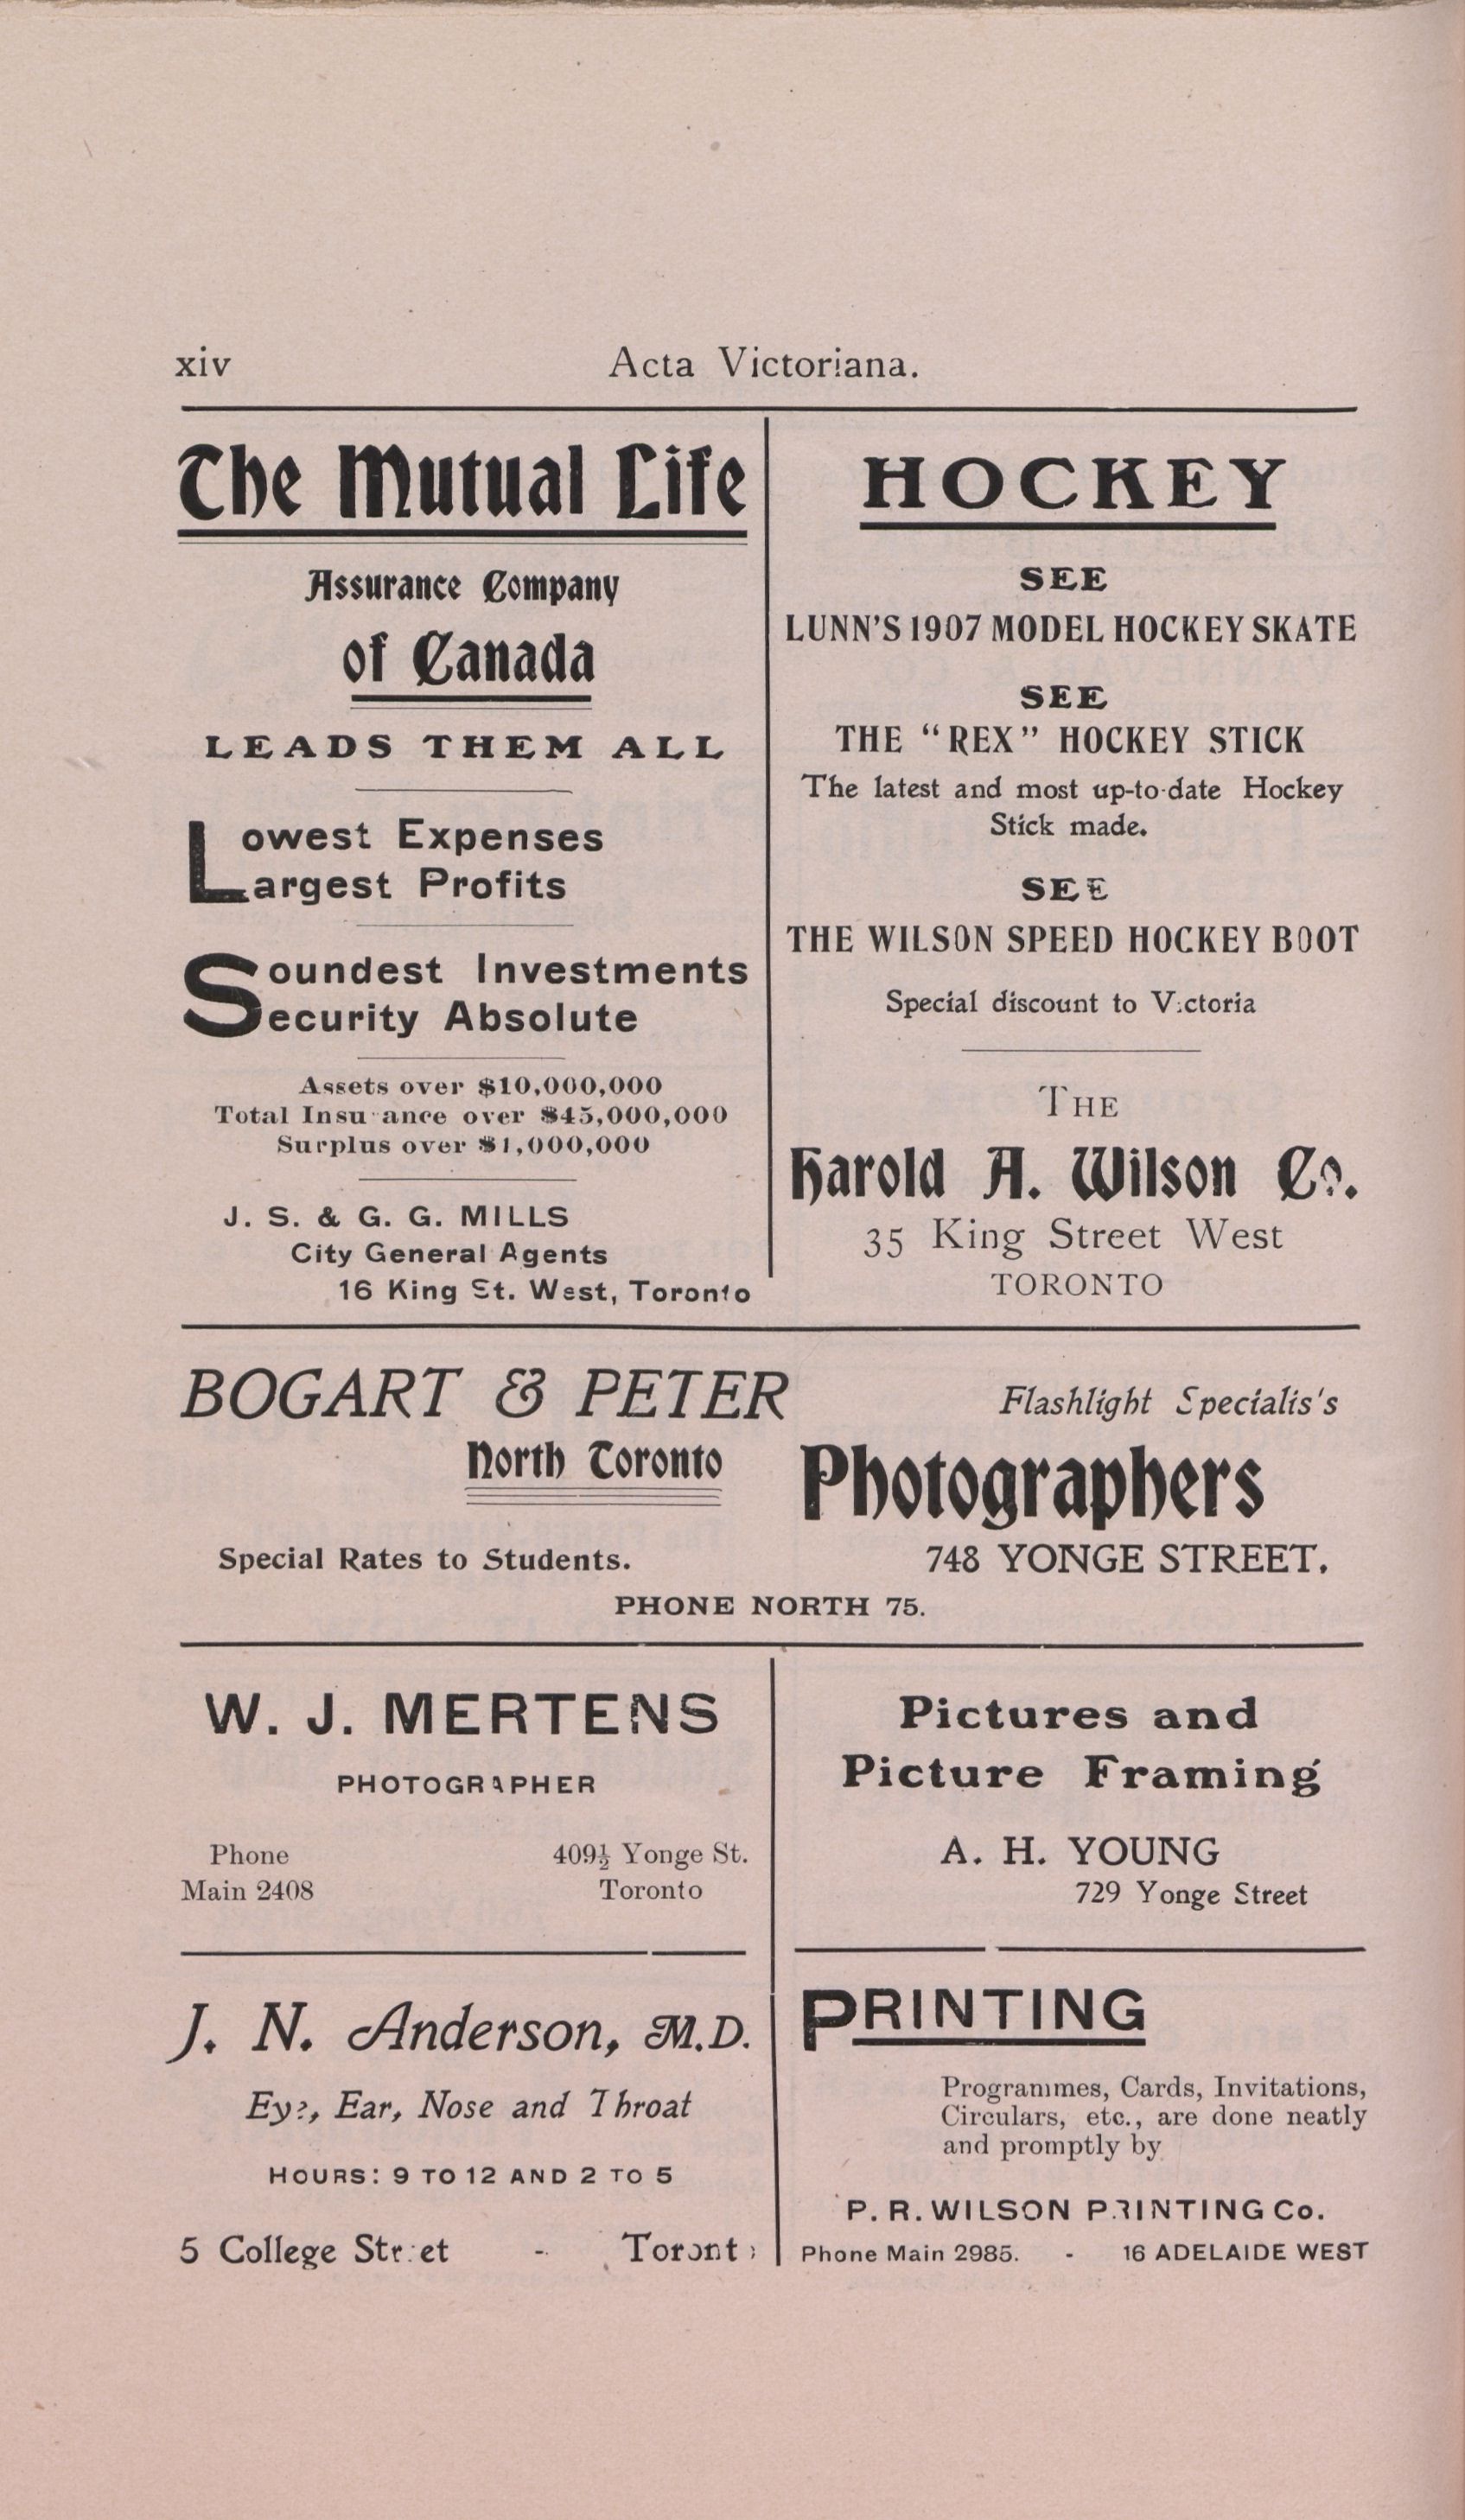 xiv Acta Victoriana.
The Mutual Life
Assurance Company
of Canada
LEADS THEM ALL
Lowest Expenses
Largest Profits
Soundest Investments
Security Absolute
Assets over $10,000,000
Total Insurance over $45,000,000
Surplus over $1,000,000
J. S. & G. G. MILLS
City General Agents
16 King St. West, Toronto
HOCKEY
SEE
LUNN'S 1907 MODEL HOCKEY SKATE
SEE
THE "REX" HOCKEY STICK
The latest and most up-to-date Hockey
Stick made.
SEE
THE WILSON SPEED HOCKEY BOOT
Special discount to Victoria
THE
Harold A. Wilson Co.
35 King Street West
TORONTO
BOGART & PETER
North Toronto
Special Rates to Students.
Flashlight Specialis's
Photographers
748 YONGE STREET.
PHONE NORTH 75.
W. J. MERTENS
PHOTOGRAPHER
Phone 409½ Yonge St.
Main 2408 Toronto
Pictures and
Picture Framing
A. H. YOUNG
729 Yonge Street
J. N. Anderson, M.D.
Eye, Ear, Nose and Throat
HOURS: 9 TO 12 AND 2 TO 5
5 College Street - Toronto
PRINTING
Programmes, Cards, Invitations,
Circulars, etc., are done neatly
and promptly by
P. R. WILSON PRINTING Co.
Phone Main 2985. - 16 ADELAIDE WEST